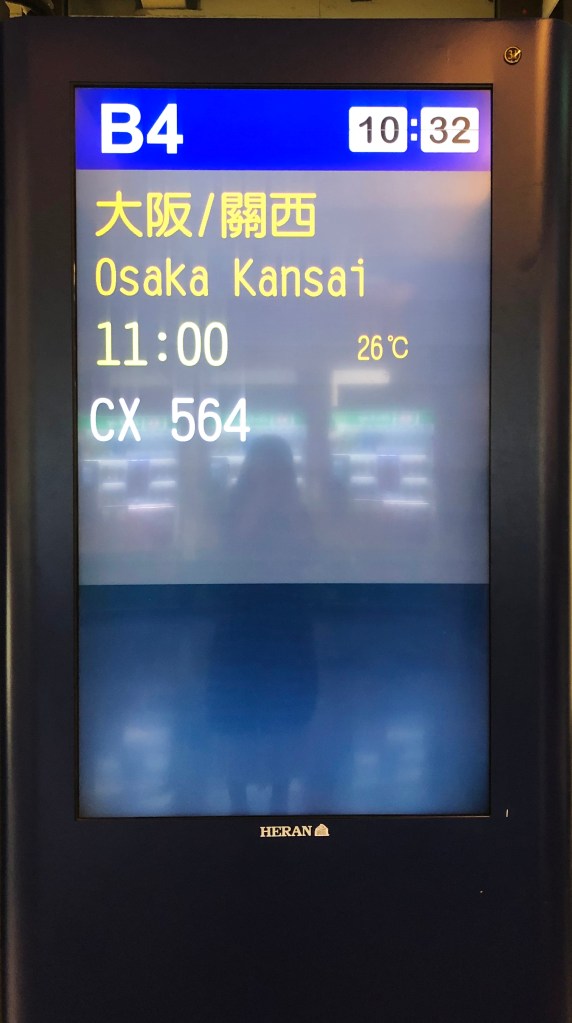 B4 10:32
大阪/關西
Osaka Kansai
11:00 26℃
CX 564
HERAN